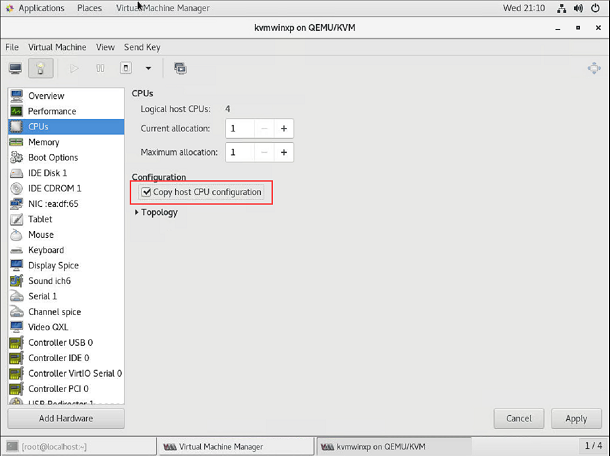 Applications Places Virtual Machine Manager Wed 21:10
kvmwinxp on QEMU/KVM
File Virtual Machine View Send Key
Overview
Performance
CPUs
Memory
Boot Options
IDE Disk 1
IDE CDROM 1
NIC :ea:df:65
Tablet
Mouse
Keyboard
Display Spice
Sound ich6
Serial 1
Channel spice
Video QXL
Controller USB 0
Controller IDE 0
Controller VirtIO Serial 0
Controller PCI 0
USB Redirector 1
Add Hardware
CPUs
Logical host CPUs: 4
Current allocation: 1 − +
Maximum allocation: 1 − +
Configuration
Copy host CPU configuration
Topology
Cancel Apply
[root@localhost:~] Virtual Machine Manager kvmwinxp on QEMU/KVM 1 / 4